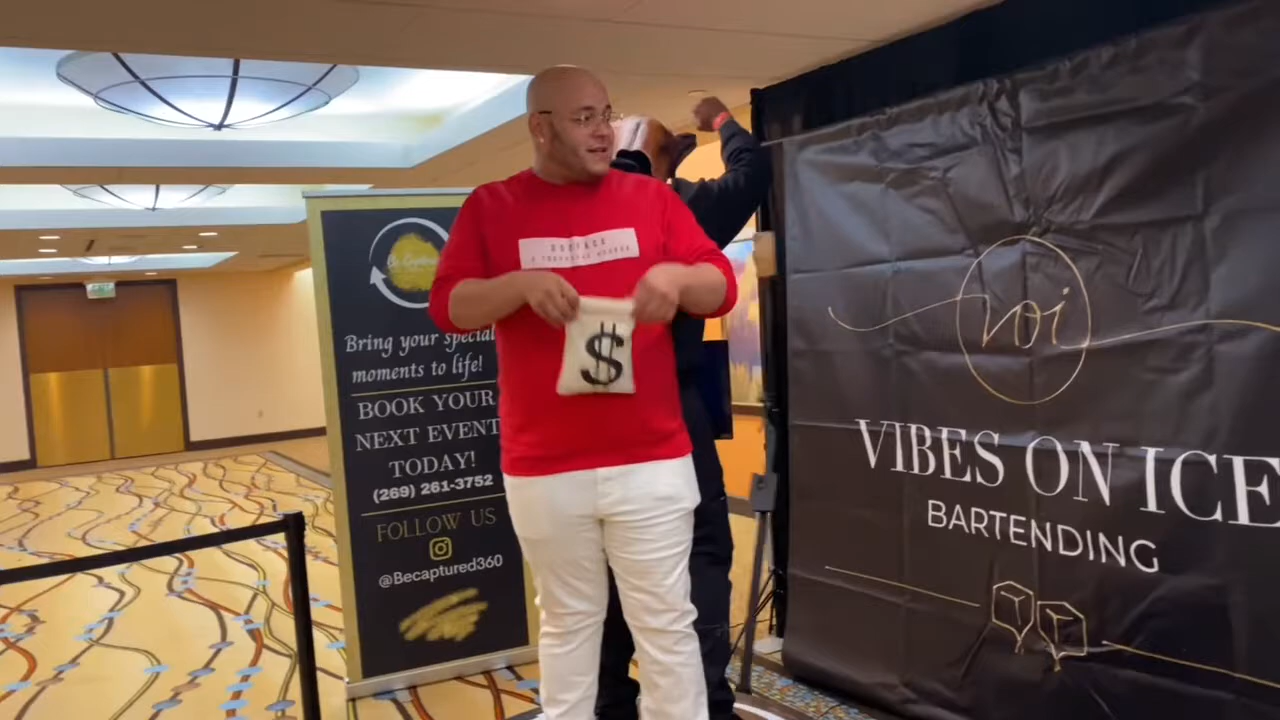 Bring your special
moments to life!
BOOK YOUR
NEXT EVENT
TODAY!
(269) 261-3752
FOLLOW US
@Becaptured360
$
voi
VIBES ON ICE
BARTENDING